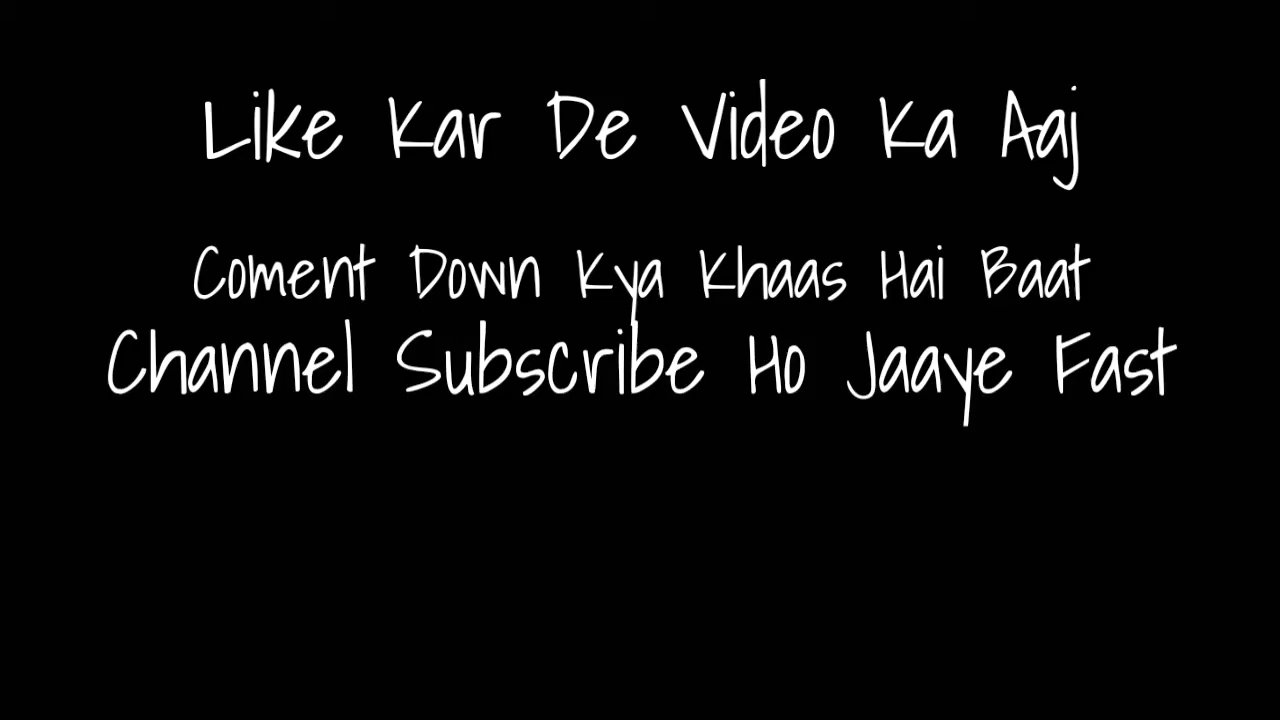 Like Kar De Video Ka Aaj
Coment Down Kya Khaas Hai Baat
Channel Subscribe Ho Jaaye Fast